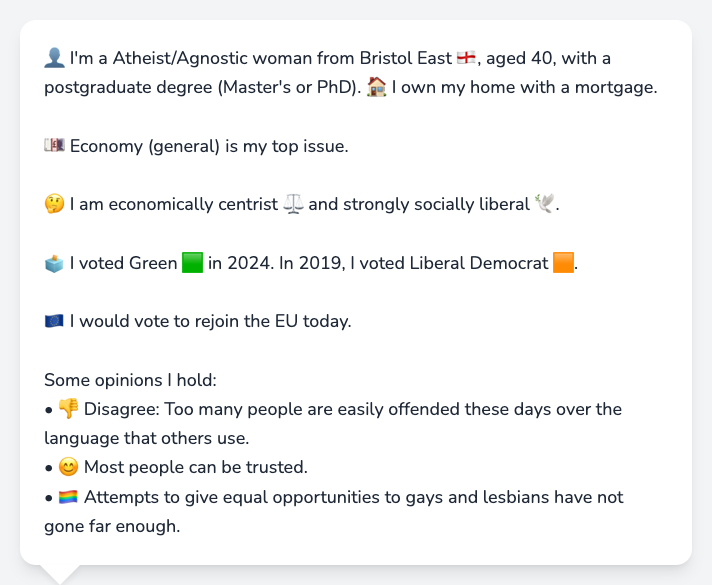 👤 I'm a Atheist/Agnostic woman from Bristol East 🏴󠁧󠁢󠁥󠁮󠁧󠁿, aged 40, with a
postgraduate degree (Master's or PhD). 🏠 I own my home with a mortgage.
💷 Economy (general) is my top issue.
🤔 I am economically centrist ⚖️ and strongly socially liberal 🕊️.
🗳️ I voted Green 🟩 in 2024. In 2019, I voted Liberal Democrat 🟧.
🇪🇺 I would vote to rejoin the EU today.
Some opinions I hold:
• 👎 Disagree: Too many people are easily offended these days over the
language that others use.
• 😊 Most people can be trusted.
• 🏳️‍🌈 Attempts to give equal opportunities to gays and lesbians have not
gone far enough.